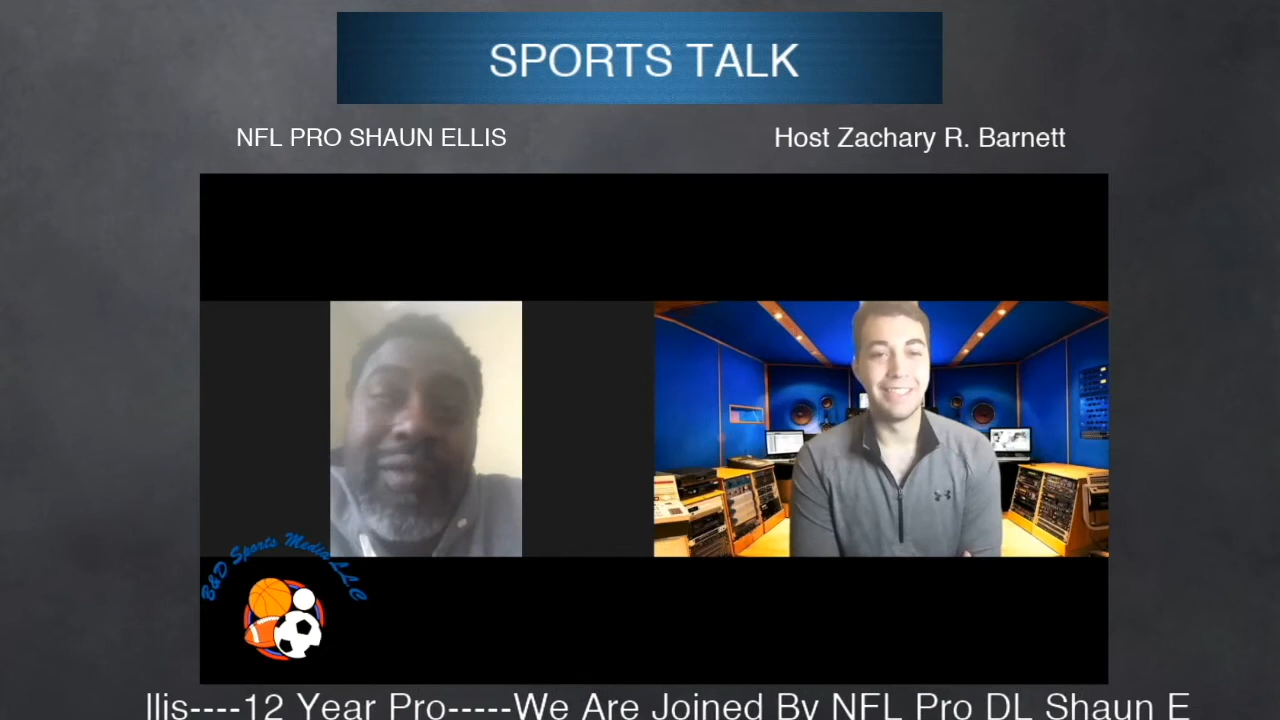 SPORTS TALK
NFL PRO SHAUN ELLIS
Host Zachary R. Barnett
B&D Sports Media LLC
llis----12 Year Pro-----We Are Joined By NFL Pro DL Shaun E